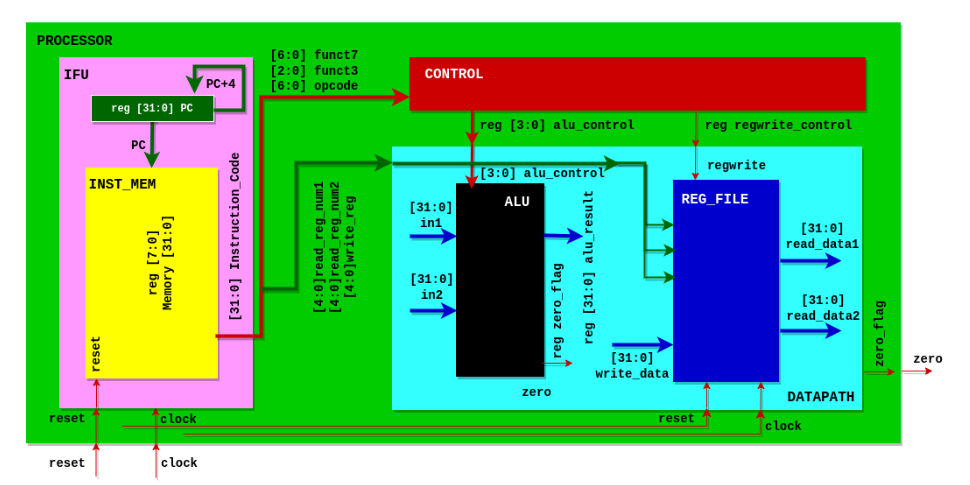 PROCESSOR
IFU
PC+4
reg [31:0] PC
PC
INST_MEM
reg [7:0]
Memory [31:0]
reset
[31:0] Instruction_Code
[6:0] funct7
[2:0] funct3
[6:0] opcode
CONTROL
reg [3:0] alu_control
reg regwrite_control
[4:0]read_reg_num1
[4:0]read_reg_num2
[4:0]write_reg
[3:0] alu_control
regwrite
ALU
[31:0]
in1
[31:0]
in2
reg [31:0] alu_result
reg zero_flag
zero
REG_FILE
[31:0]
read_data1
[31:0]
read_data2
[31:0]
write_data
DATAPATH
zero_flag
zero
reset
clock
reset
clock
reset
clock